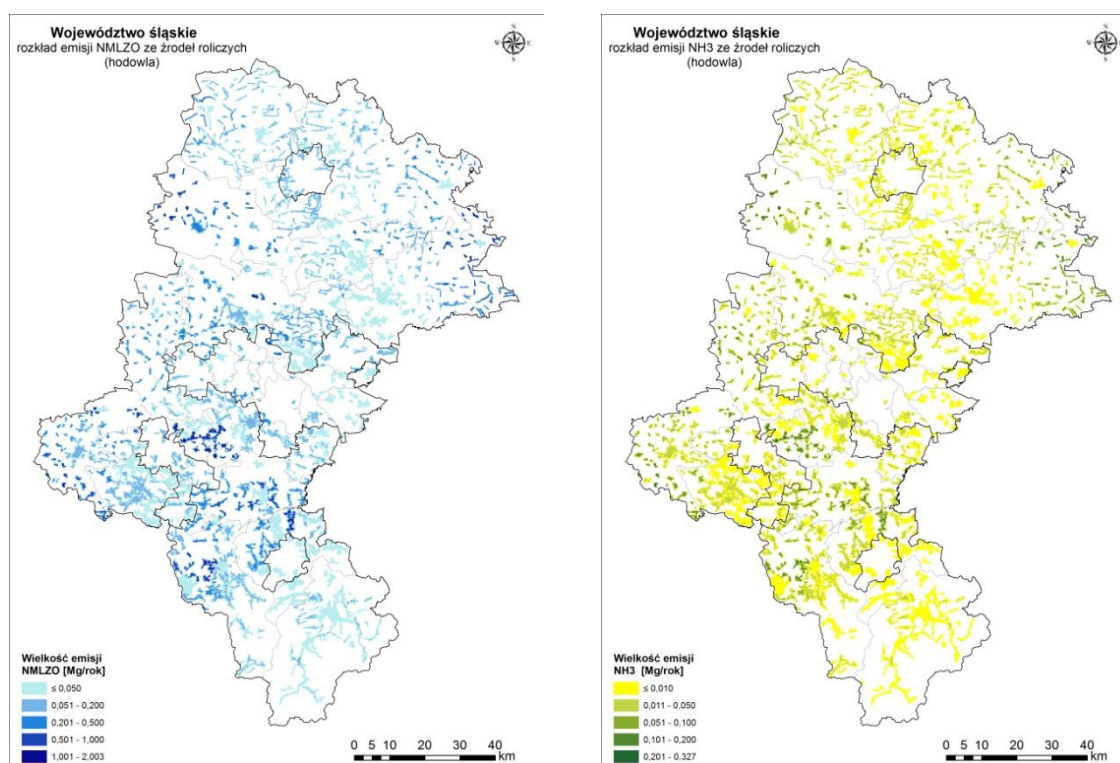 Województwo śląskie
rozkład emisji NMLZO ze źrodeł roliczych
(hodowla)
N
W
E
S
Wielkość emisji
NMLZO [Mg/rok]
≤ 0,050
0,051 - 0,200
0,201 - 0,500
0,501 - 1,000
1,001 - 2,003
0 5 10 20 30 40
km
Województwo śląskie
rozkład emisji NH3 ze źrodeł roliczych
(hodowla)
N
W
E
S
Wielkość emisji
NH3 [Mg/rok]
≤ 0,010
0,011 - 0,050
0,051 - 0,100
0,101 - 0,200
0,201 - 0,327
0 5 10 20 30 40
km